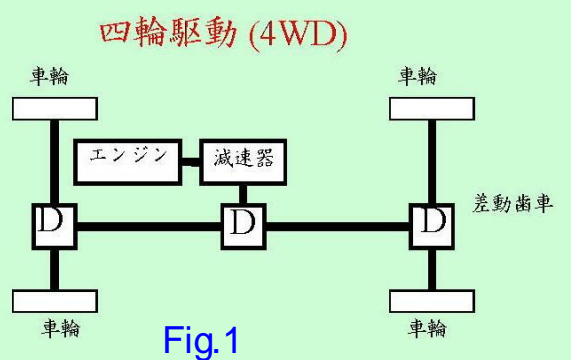 四輪駆動 (4WD)
車輪 車輪
エンジン 減速器
D D D 差動歯車
車輪 車輪
Fig.1